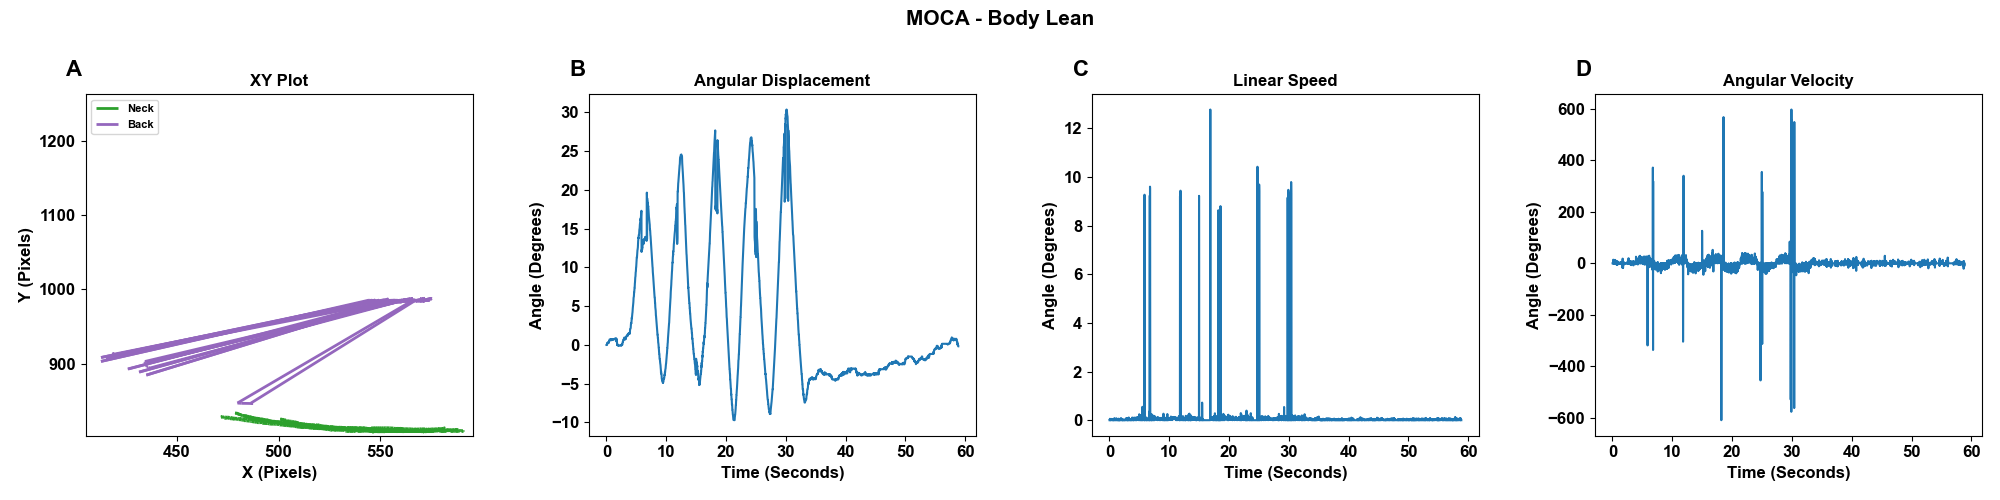 MOCA - Body Lean
A
XY Plot
Neck
Back
1200
1100
1000
900
Y (Pixels)
450
500
550
X (Pixels)
B
Angular Displacement
30
25
20
15
10
5
0
−5
−10
Angle (Degrees)
0
10
20
30
40
50
60
Time (Seconds)
C
Linear Speed
12
10
8
6
4
2
0
Angle (Degrees)
0
10
20
30
40
50
60
Time (Seconds)
D
Angular Velocity
600
400
200
0
−200
−400
−600
Angle (Degrees)
0
10
20
30
40
50
60
Time (Seconds)